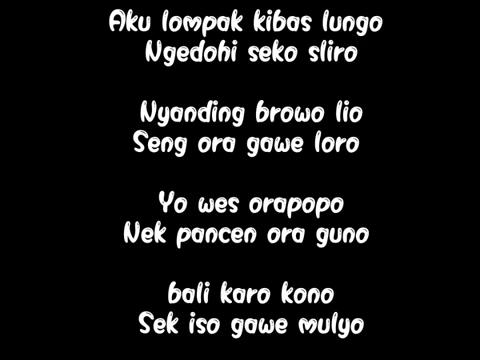 Aku lompak kibas lungo
Ngedohi seko sliro
Nyanding browo lio
Seng ora gawe loro
Yo wes orapopo
Nek pancen ora guno
bali karo kono
Sek iso gawe mulyo